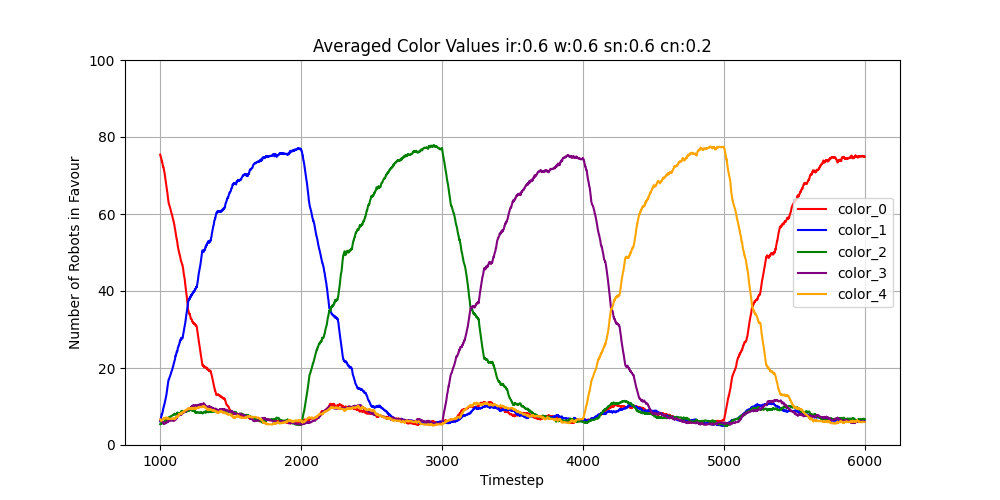 Averaged Color Values ir:0.6 w:0.6 sn:0.6 cn:0.2
Number of Robots in Favour
100
80
60
40
20
0
color_0
color_1
color_2
color_3
color_4
1000 2000 3000 4000 5000 6000
Timestep